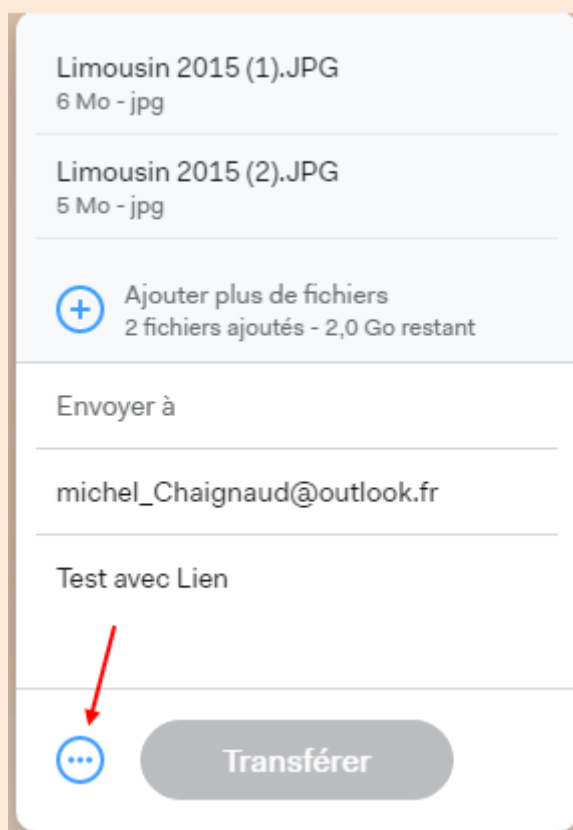 Limousin 2015 (1).JPG
6 Mo - jpg
Limousin 2015 (2).JPG
5 Mo - jpg
Ajouter plus de fichiers
2 fichiers ajoutés - 2,0 Go restant
Envoyer à
michel_Chaignaud@outlook.fr
Test avec Lien
Transférer